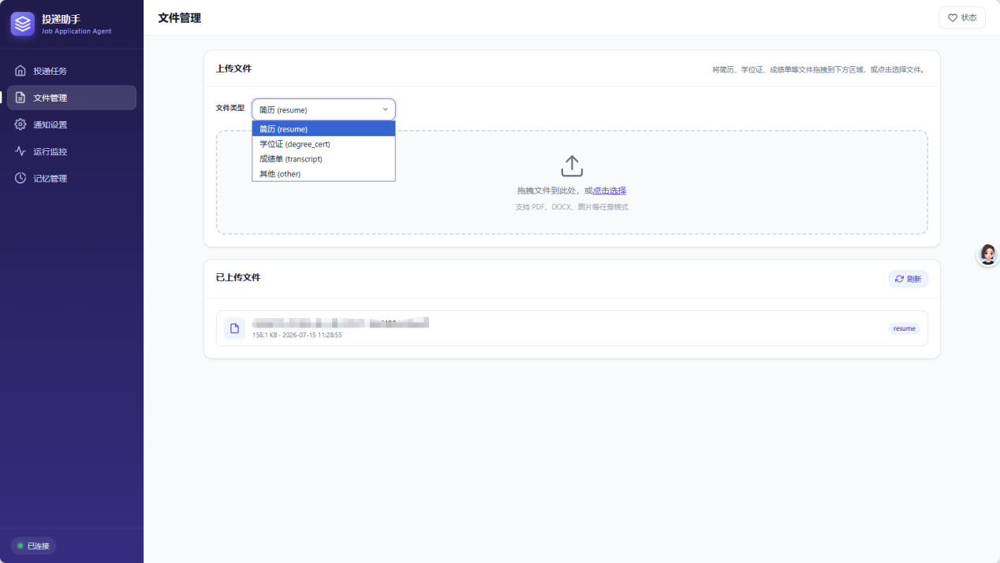 投递助手
Job Application Agent
投递任务
文件管理
通知设置
运行监控
记忆管理
已连接
文件管理
状态
上传文件
将简历、学位证、成绩单等文件拖拽到下方区域，或点击选择文件。
文件类型
简历 (resume)
简历 (resume)
学位证 (degree_cert)
成绩单 (transcript)
其他 (other)
拖拽文件到此处，或点击选择
支持 PDF、DOCX、图片等任意格式
已上传文件
刷新
158.1 KB · 2026-07-15 11:28:55
resume